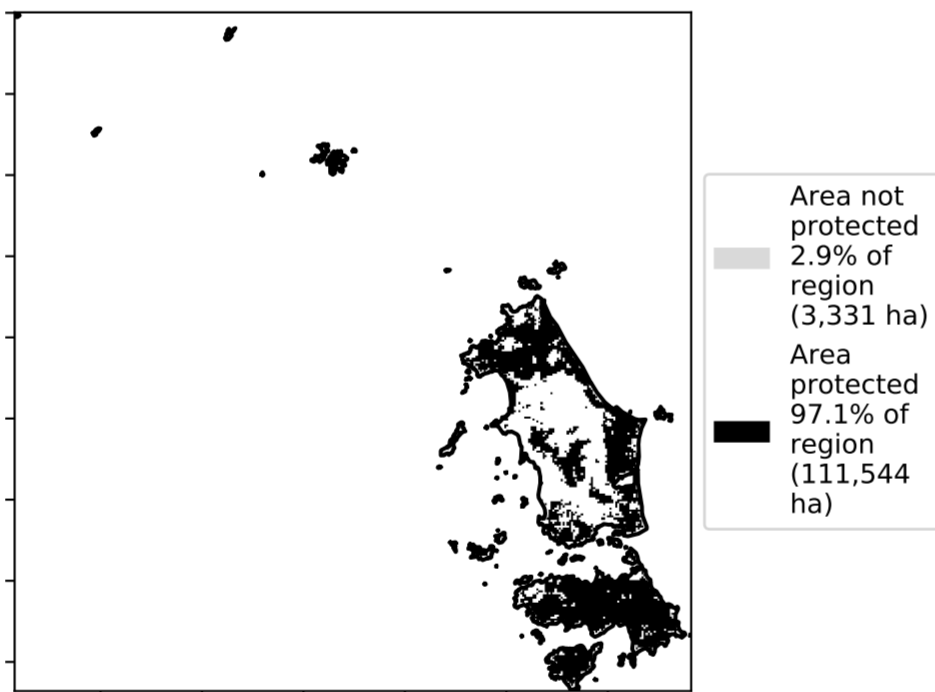 Area not
protected
2.9% of
region
(3,331 ha)
Area
protected
97.1% of
region
(111,544
ha)